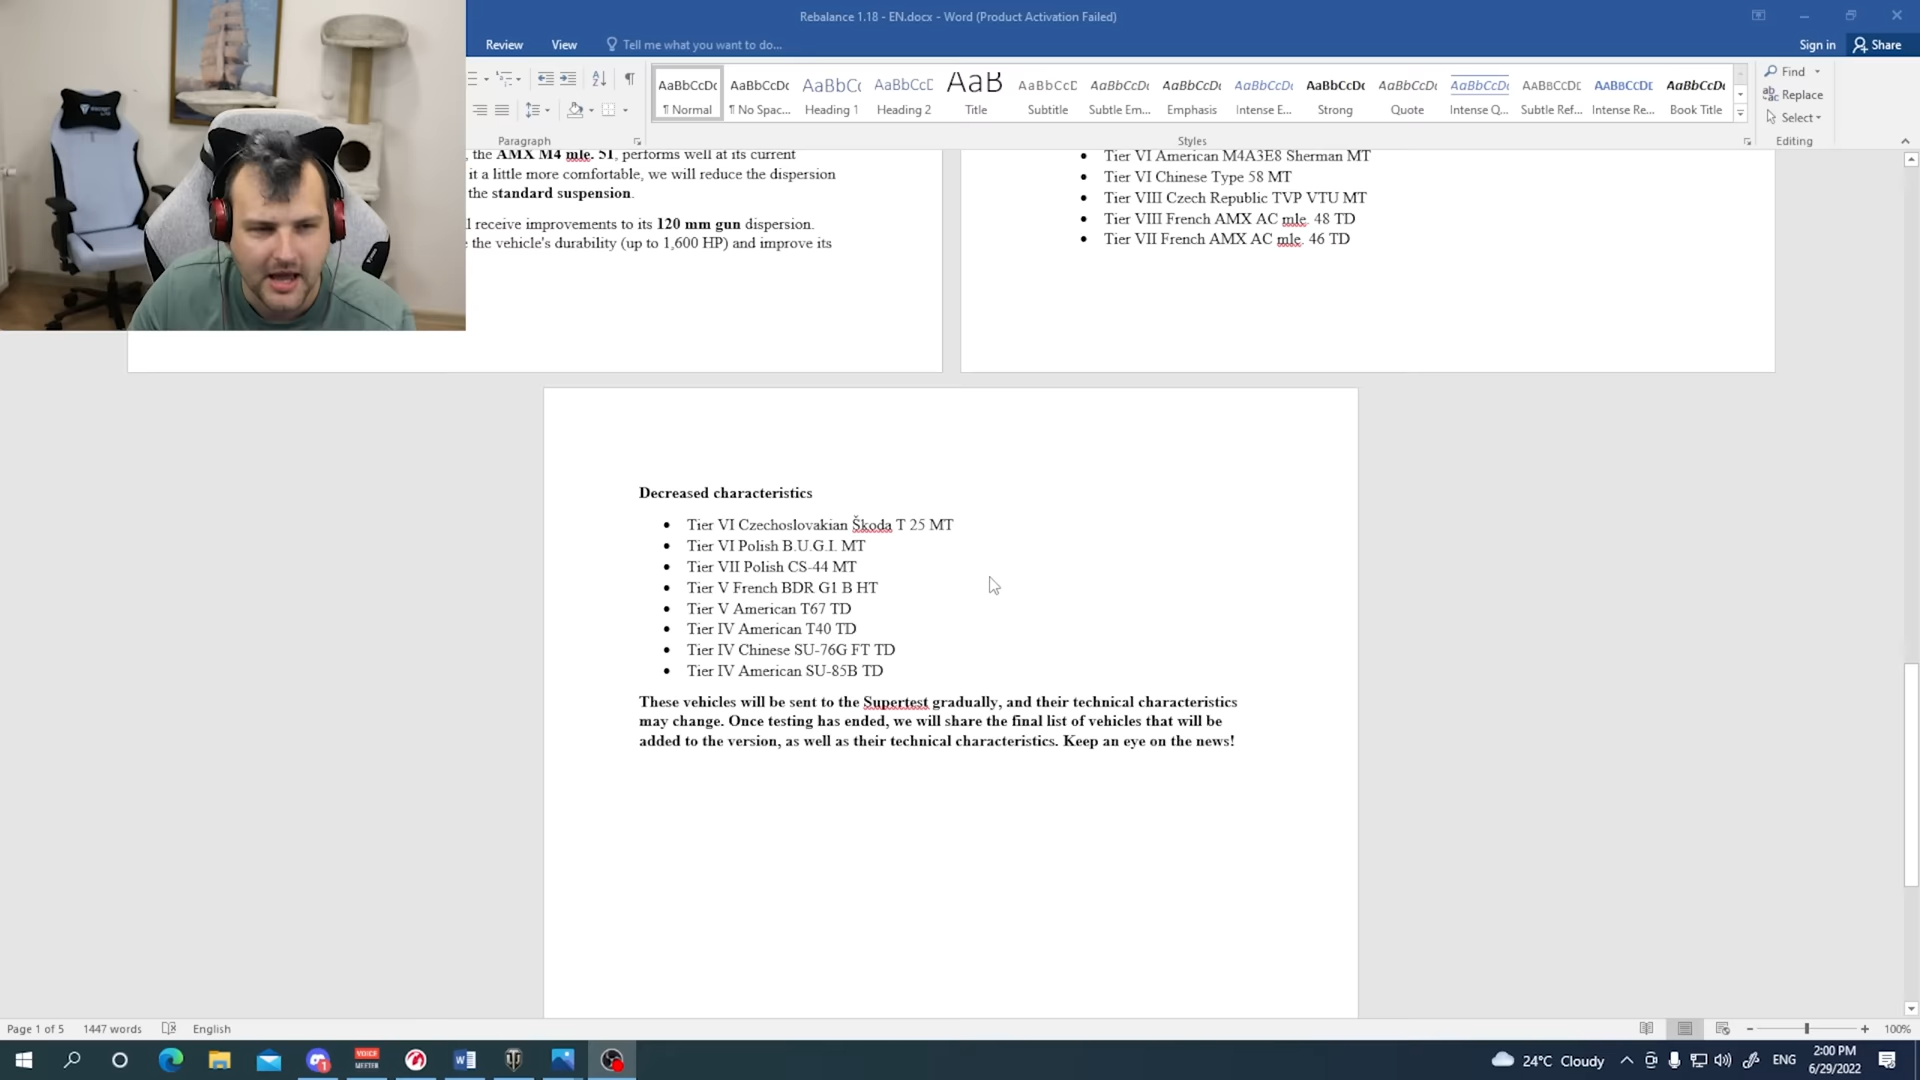 Rebalance 1.18 - EN.docx - Word (Product Activation Failed)
Review View Tell me what you want to do... Sign in Share
AaBbCcDc AaBbCcDc AaBbCc AaBbCcD AaB AaBbCcD AaBbCcDc AaBbCcDc AaBbCcDc AaBbCcDc AaBbCcDc AaBbCcDc AABBCCDC AABBCCDC AaBbCcDc
¶ Normal ¶ No Spac... Heading 1 Heading 2 Title Subtitle Subtle Em... Emphasis Intense E... Strong Quote Intense Q... Subtle Ref... Intense Re... Book Title
Find
Replace
Select
Paragraph Styles Editing
, the AMX M4 mle. 51, performs well at its current
it a little more comfortable, we will reduce the dispersion
the standard suspension.
l receive improvements to its 120 mm gun dispersion.
the vehicle's durability (up to 1,600 HP) and improve its
• Tier VI American M4A3E8 Sherman MT
• Tier VI Chinese Type 58 MT
• Tier VIII Czech Republic TVP VTU MT
• Tier VIII French AMX AC mle. 48 TD
• Tier VII French AMX AC mle. 46 TD
Decreased characteristics
• Tier VI Czechoslovakian Škoda T 25 MT
• Tier VI Polish B.U.G.I. MT
• Tier VII Polish CS-44 MT
• Tier V French BDR G1 B HT
• Tier V American T67 TD
• Tier IV American T40 TD
• Tier IV Chinese SU-76G FT TD
• Tier IV American SU-85B TD
These vehicles will be sent to the Supertest gradually, and their technical characteristics
may change. Once testing has ended, we will share the final list of vehicles that will be
added to the version, as well as their technical characteristics. Keep an eye on the news!
Page 1 of 5 1447 words English 100%
VOICE
MEETER
24°C Cloudy ENG 2:00 PM
6/29/2022